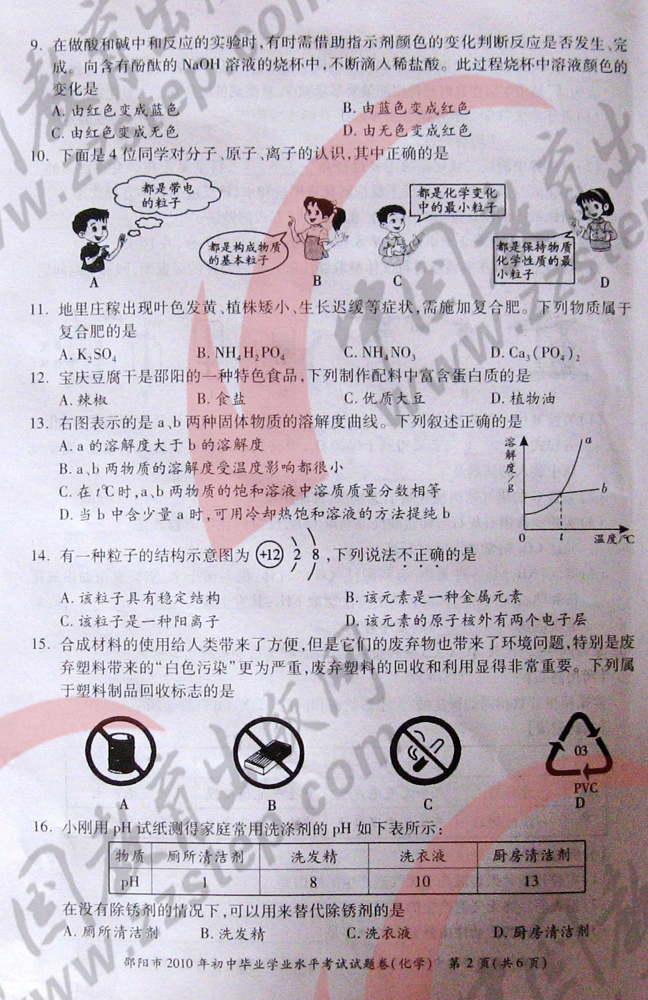 9. 在做酸和碱中和反应的实验时,有时需借助指示剂颜色的变化判断反应是否发生、完
成。向含有酚酞的 NaOH 溶液的烧杯中,不断滴入稀盐酸。此过程烧杯中溶液颜色的
变化是
A. 由红色变成蓝色 B. 由蓝色变成红色
C. 由红色变成无色 D. 由无色变成红色
10. 下面是 4 位同学对分子、原子、离子的认识,其中正确的是
都是带电
的粒子
都是构成物质
的基本粒子
都是化学变化
中的最小粒子
都是保持物质
化学性质的最
小粒子
A B C D
11. 地里庄稼出现叶色发黄、植株矮小、生长迟缓等症状,需施加复合肥。下列物质属于
复合肥的是
A. K₂SO₄ B. NH₄H₂PO₄ C. NH₄NO₃ D. Ca₃(PO₄)₂
12. 宝庆豆腐干是邵阳的一种特色食品,下列制作配料中富含蛋白质的是
A. 辣椒 B. 食盐 C. 优质大豆 D. 植物油
13. 右图表示的是 a、b 两种固体物质的溶解度曲线。下列叙述正确的是
A. a 的溶解度大于 b 的溶解度
B. a、b 两物质的溶解度受温度影响都很小
C. 在 t℃时,a、b 两物质的饱和溶液中溶质质量分数相等
D. 当 b 中含少量 a 时,可用冷却热饱和溶液的方法提纯 b
溶解度/g
a
b
0 t 温度/℃
14. 有一种粒子的结构示意图为 +12 2 8 ,下列说法不正确的是
A. 该粒子具有稳定结构 B. 该元素是一种金属元素
C. 该粒子是一种阳离子 D. 该元素的原子核外有两个电子层
15. 合成材料的使用给人类带来了方便,但是它们的废弃物也带来了环境问题,特别是废
弃塑料带来的“白色污染”更为严重,废弃塑料的回收和利用显得非常重要。下列属
于塑料制品回收标志的是
03
PVC
A B C D
16. 小刚用 pH 试纸测得家庭常用洗涤剂的 pH 如下表所示:
物质 厕所清洁剂 洗发精 洗衣液 厨房清洁剂
pH 1 8 10 13
在没有除锈剂的情况下,可以用来替代除锈剂的是
A. 厕所清洁剂 B. 洗发精 C. 洗衣液 D. 厨房清洁剂
邵阳市 2010 年初中毕业学业水平考试试题卷(化学) 第 2 页(共 6 页)
中国教育出版网
www.zzstep.com